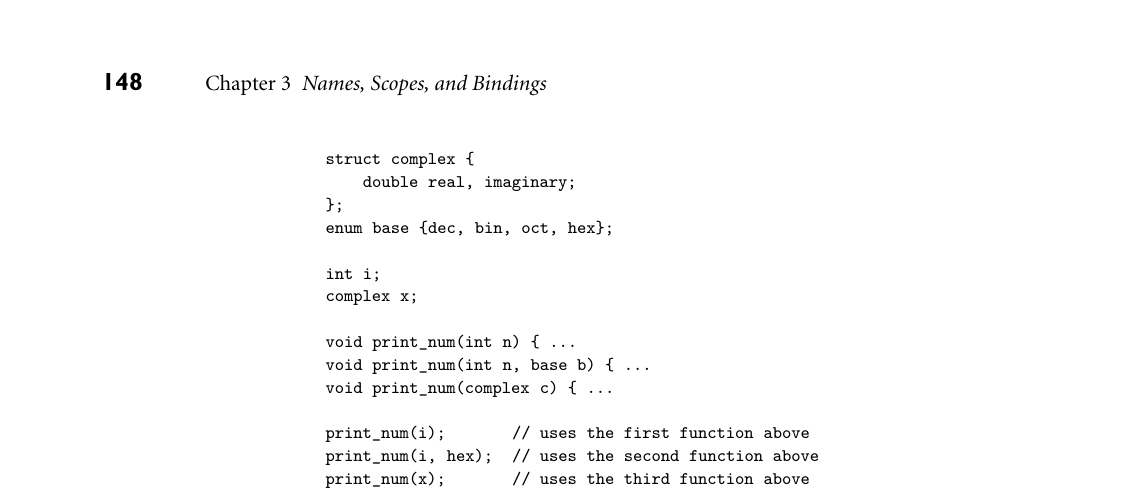 148 Chapter 3 Names, Scopes, and Bindings
struct complex {
    double real, imaginary;
};
enum base {dec, bin, oct, hex};
int i;
complex x;
void print_num(int n) { ...
void print_num(int n, base b) { ...
void print_num(complex c) { ...
print_num(i);       // uses the first function above
print_num(i, hex);  // uses the second function above
print_num(x);       // uses the third function above